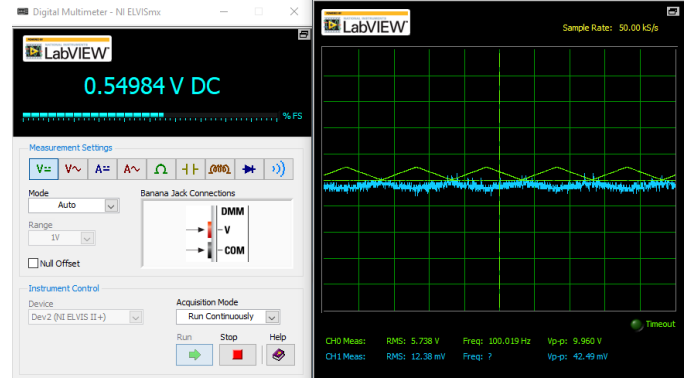 Digital Multimeter - NI ELVISmx
LabVIEW
0.54984 V DC
% FS
Measurement Settings
V= V~ A= A~ Ω
Mode
Banana Jack Connections
Auto
DMM
V
COM
Range
1V
Null Offset
Instrument Control
Device
Acquisition Mode
Dev2 (NI ELVIS II+)
Run Continuously
Run Stop Help
LabVIEW
Sample Rate: 50.00 kS/s
Timeout
CH0 Meas: RMS: 5.738 V Freq: 100.019 Hz Vp-p: 9.960 V
CH1 Meas: RMS: 12.38 mV Freq: ? Vp-p: 42.49 mV